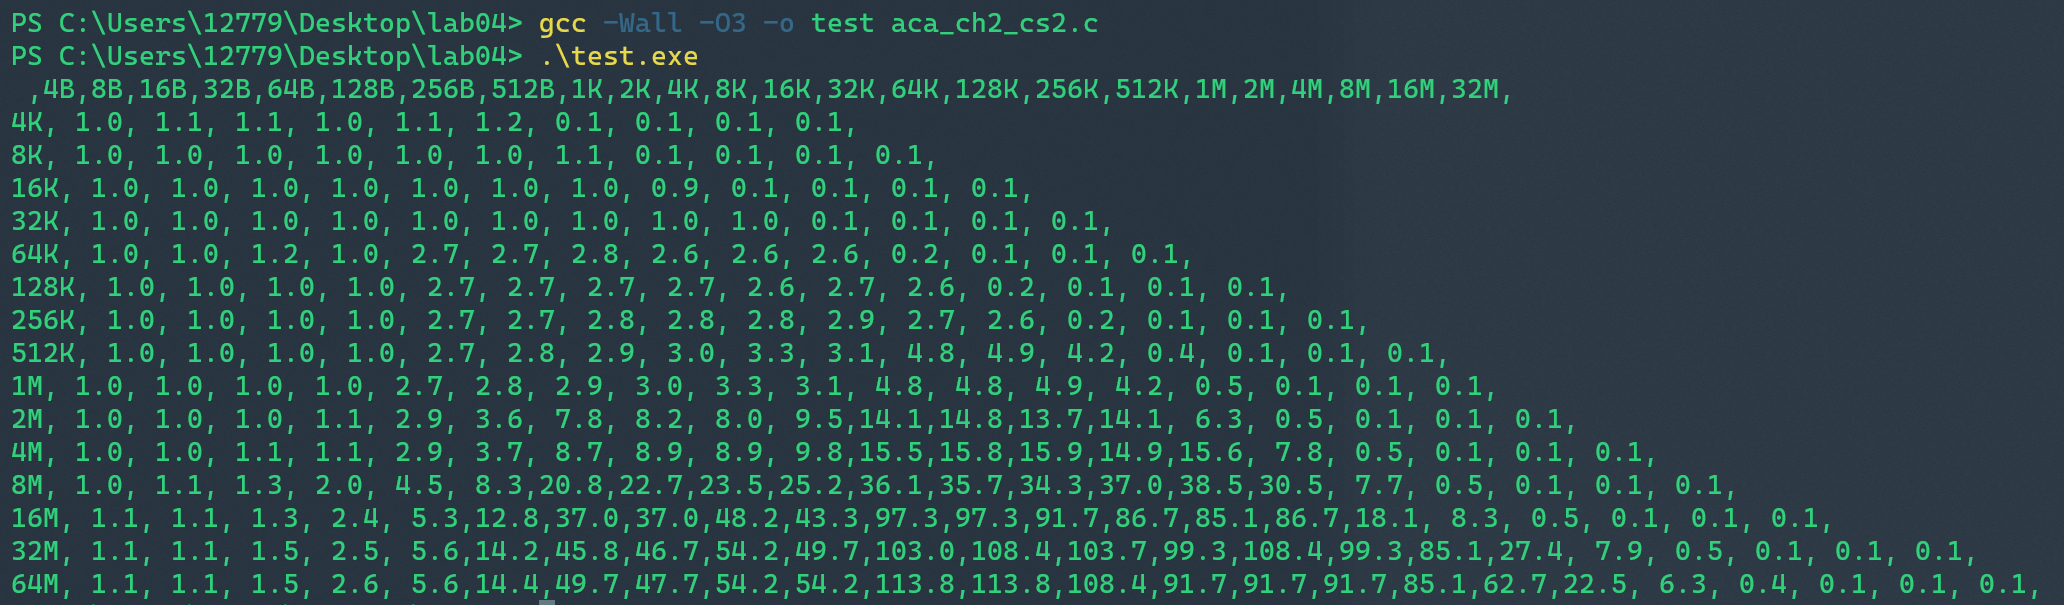 PS C:\Users\12779\Desktop\lab04> gcc -Wall -O3 -o test aca_ch2_cs2.c
PS C:\Users\12779\Desktop\lab04> .\test.exe
 ,4B,8B,16B,32B,64B,128B,256B,512B,1K,2K,4K,8K,16K,32K,64K,128K,256K,512K,1M,2M,4M,8M,16M,32M,
4K, 1.0, 1.1, 1.1, 1.0, 1.1, 1.2, 0.1, 0.1, 0.1, 0.1,
8K, 1.0, 1.0, 1.0, 1.0, 1.0, 1.0, 1.1, 0.1, 0.1, 0.1, 0.1,
16K, 1.0, 1.0, 1.0, 1.0, 1.0, 1.0, 1.0, 0.9, 0.1, 0.1, 0.1, 0.1,
32K, 1.0, 1.0, 1.0, 1.0, 1.0, 1.0, 1.0, 1.0, 1.0, 0.1, 0.1, 0.1, 0.1,
64K, 1.0, 1.0, 1.2, 1.0, 2.7, 2.7, 2.8, 2.6, 2.6, 2.6, 0.2, 0.1, 0.1, 0.1,
128K, 1.0, 1.0, 1.0, 1.0, 2.7, 2.7, 2.7, 2.7, 2.6, 2.7, 2.6, 0.2, 0.1, 0.1, 0.1,
256K, 1.0, 1.0, 1.0, 1.0, 2.7, 2.7, 2.8, 2.8, 2.8, 2.9, 2.7, 2.6, 0.2, 0.1, 0.1, 0.1,
512K, 1.0, 1.0, 1.0, 1.0, 2.7, 2.8, 2.9, 3.0, 3.3, 3.1, 4.8, 4.9, 4.2, 0.4, 0.1, 0.1, 0.1,
1M, 1.0, 1.0, 1.0, 1.0, 2.7, 2.8, 2.9, 3.0, 3.3, 3.1, 4.8, 4.8, 4.9, 4.2, 0.5, 0.1, 0.1, 0.1,
2M, 1.0, 1.0, 1.0, 1.1, 2.9, 3.6, 7.8, 8.2, 8.0, 9.5,14.1,14.8,13.7,14.1, 6.3, 0.5, 0.1, 0.1, 0.1,
4M, 1.0, 1.0, 1.1, 1.1, 2.9, 3.7, 8.7, 8.9, 8.9, 9.8,15.5,15.8,15.9,14.9,15.6, 7.8, 0.5, 0.1, 0.1, 0.1,
8M, 1.0, 1.1, 1.3, 2.0, 4.5, 8.3,20.8,22.7,23.5,25.2,36.1,35.7,34.3,37.0,38.5,30.5, 7.7, 0.5, 0.1, 0.1, 0.1,
16M, 1.1, 1.1, 1.3, 2.4, 5.3,12.8,37.0,37.0,48.2,43.3,97.3,97.3,91.7,86.7,85.1,86.7,18.1, 8.3, 0.5, 0.1, 0.1, 0.1,
32M, 1.1, 1.1, 1.5, 2.5, 5.6,14.2,45.8,46.7,54.2,49.7,103.0,108.4,103.7,99.3,108.4,99.3,85.1,27.4, 7.9, 0.5, 0.1, 0.1, 0.1,
64M, 1.1, 1.1, 1.5, 2.6, 5.6,14.4,49.7,47.7,54.2,54.2,113.8,113.8,108.4,91.7,91.7,91.7,85.1,62.7,22.5, 6.3, 0.4, 0.1, 0.1, 0.1,